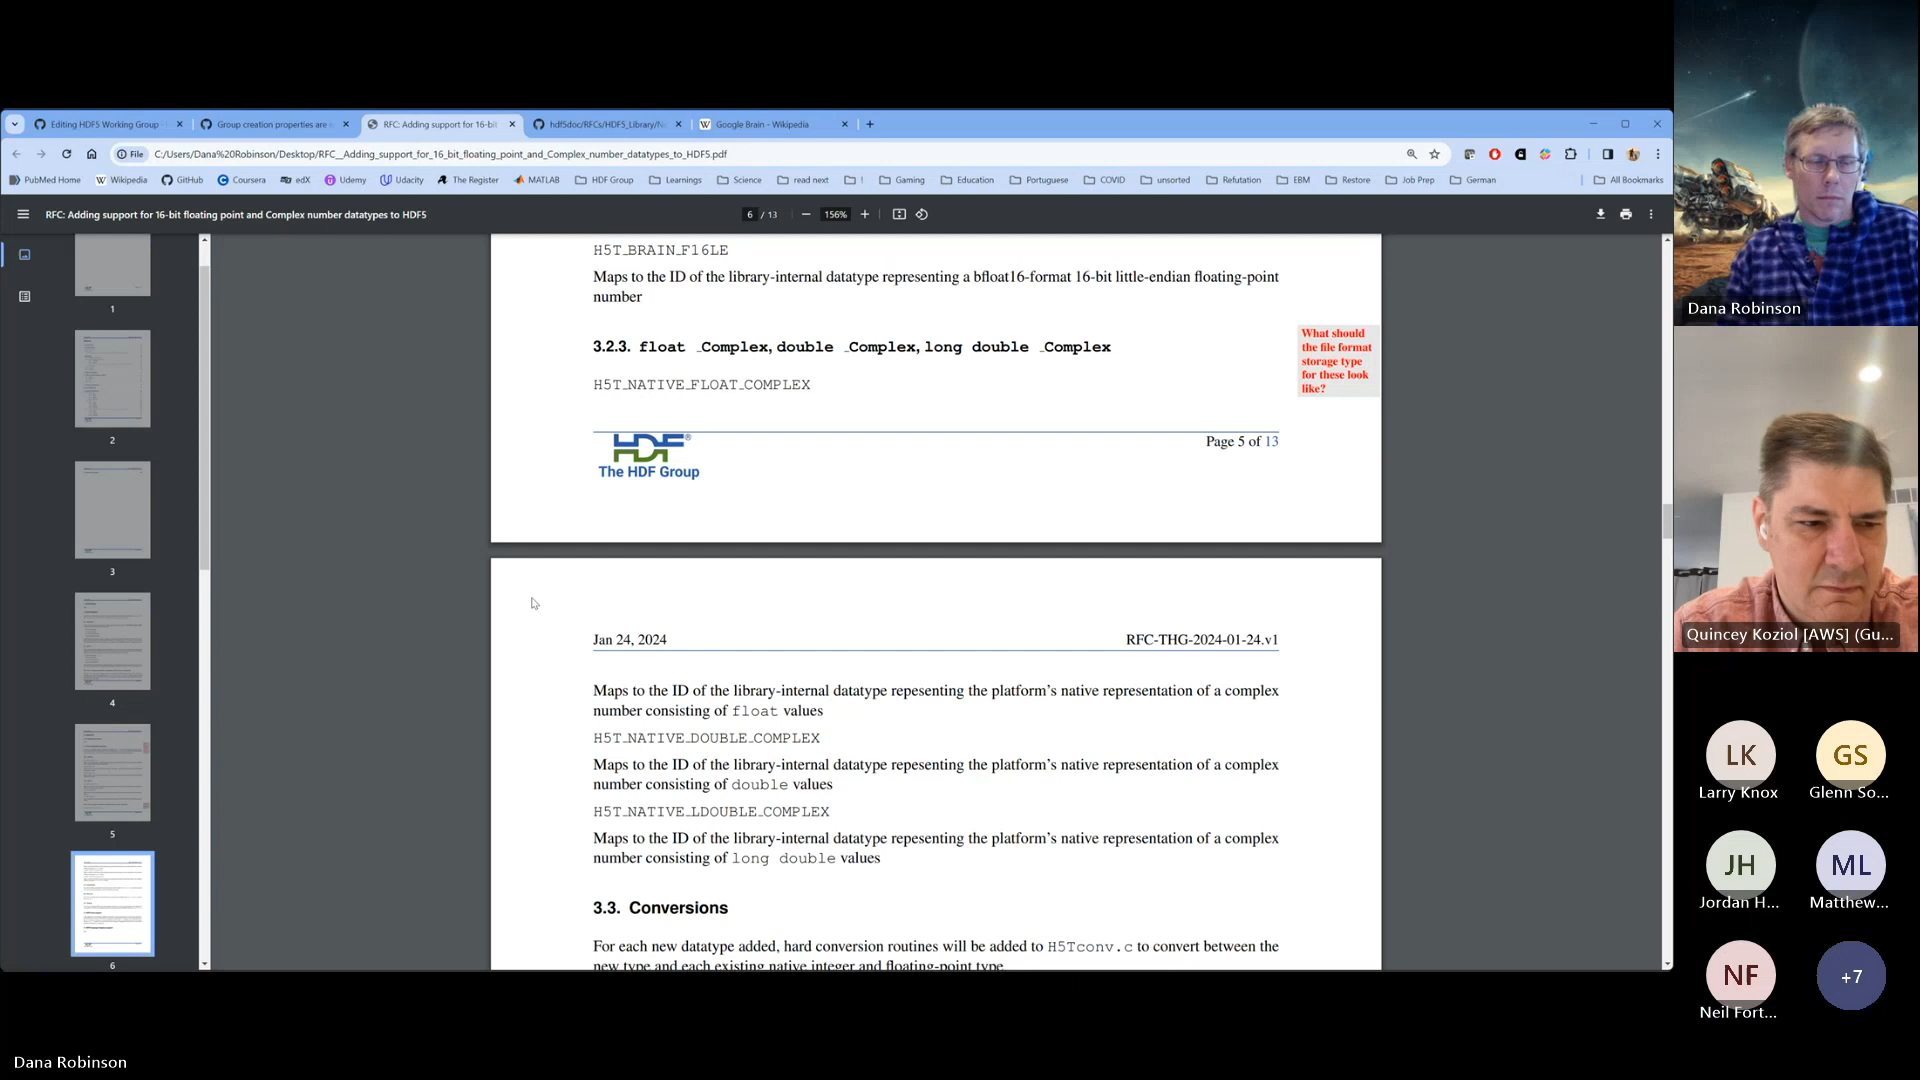 Editing HDF5 Working Group
Group creation properties are
RFC: Adding support for 16-bit
hdf5doc/RFCs/HDF5_Library/N
Google Brain - Wikipedia
File
C:/Users/Dana%20Robinson/Desktop/RFC__Adding_support_for_16_bit_floating_point_and_Complex_number_datatypes_to_HDF5.pdf
PubMed Home
Wikipedia
GitHub
Coursera
edX
Udemy
Udacity
The Register
MATLAB
HDF Group
Learnings
Science
read next
Gaming
Education
Portuguese
COVID
unsorted
Refutation
EBM
Restore
Job Prep
German
All Bookmarks
RFC: Adding support for 16-bit floating point and Complex number datatypes to HDF5
6 / 13
156%
1
2
3
4
5
6
H5T_BRAIN_F16LE
Maps to the ID of the library-internal datatype representing a bfloat16-format 16-bit little-endian floating-point
number
3.2.3. float _Complex, double _Complex, long double _Complex
What should
the file format
storage type
for these look
like?
H5T_NATIVE_FLOAT_COMPLEX
HDF®
The HDF Group
Page 5 of 13
Jan 24, 2024
RFC-THG-2024-01-24.v1
Maps to the ID of the library-internal datatype repesenting the platform's native representation of a complex
number consisting of float values
H5T_NATIVE_DOUBLE_COMPLEX
Maps to the ID of the library-internal datatype repesenting the platform's native representation of a complex
number consisting of double values
H5T_NATIVE_LDOUBLE_COMPLEX
Maps to the ID of the library-internal datatype repesenting the platform's native representation of a complex
number consisting of long double values
3.3. Conversions
For each new datatype added, hard conversion routines will be added to H5Tconv.c to convert between the
new type and each existing native integer and floating-point type
Dana Robinson
Quincey Koziol [AWS] (Gu...
LK
Larry Knox
GS
Glenn So...
JH
Jordan H...
ML
Matthew...
NF
Neil Fort...
+7
Dana Robinson